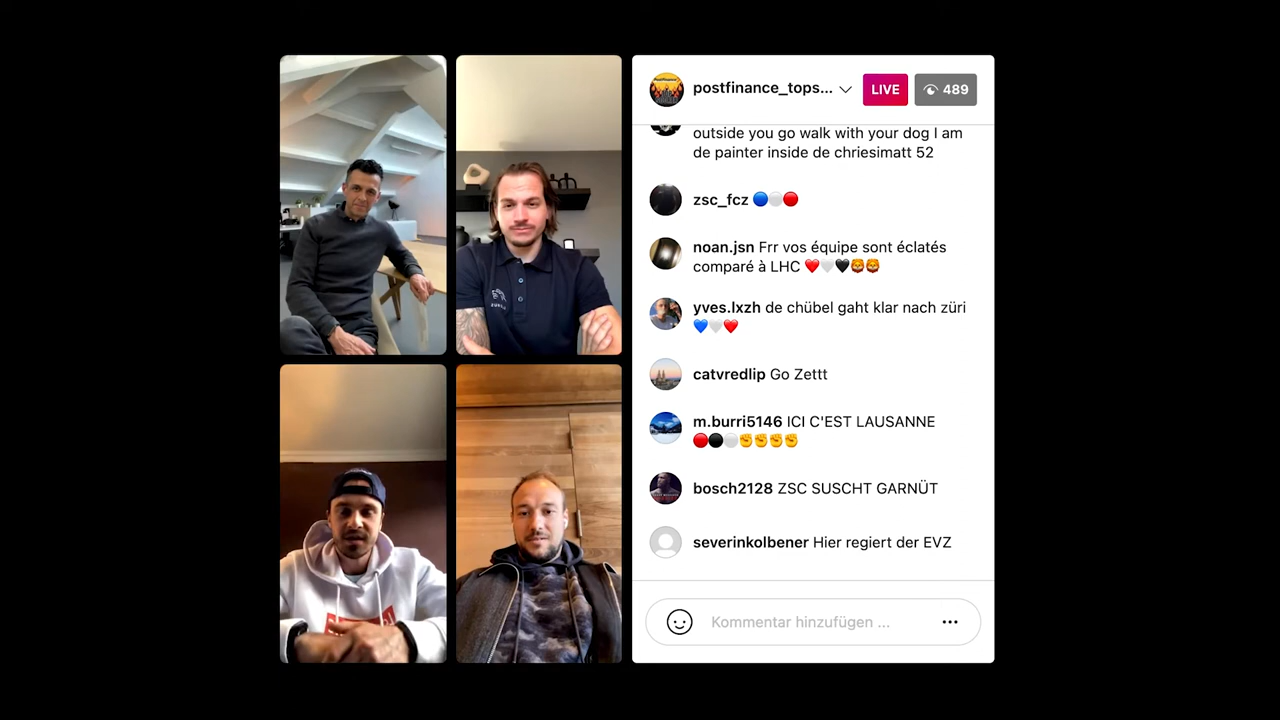 postfinance_tops...
LIVE
489
outside you go walk with your dog I am
de painter inside de chriesimatt 52
zsc_fcz 🔵⚪🔴
noan.jsn Frr vos équipe sont éclatés
comparé à LHC ❤️🤍🖤🦁🦁
yves.lxzh de chübel gaht klar nach züri
💙🤍❤️
catvredlip Go Zettt
m.burri5146 ICI C'EST LAUSANNE
🔴⚫⚪✊✊✊✊
bosch2128 ZSC SUSCHT GARNÜT
severinkolbener Hier regiert der EVZ
Kommentar hinzufügen ...